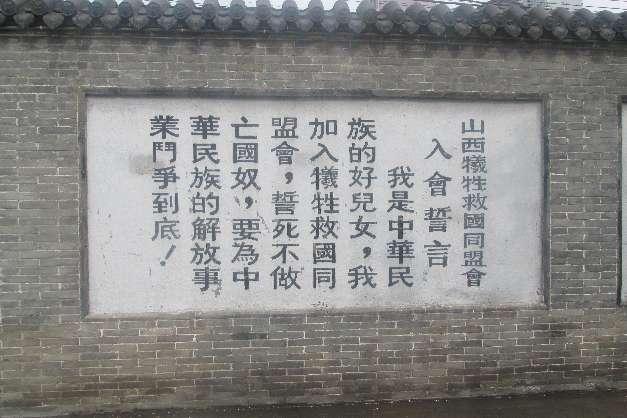 山西犧牲救國同盟會
入會誓言
我是中華民
族的好兒女，我
加入犧牲救國同
盟會，誓死不做
亡國奴，要為中
華民族的解放事
業鬥爭到底！